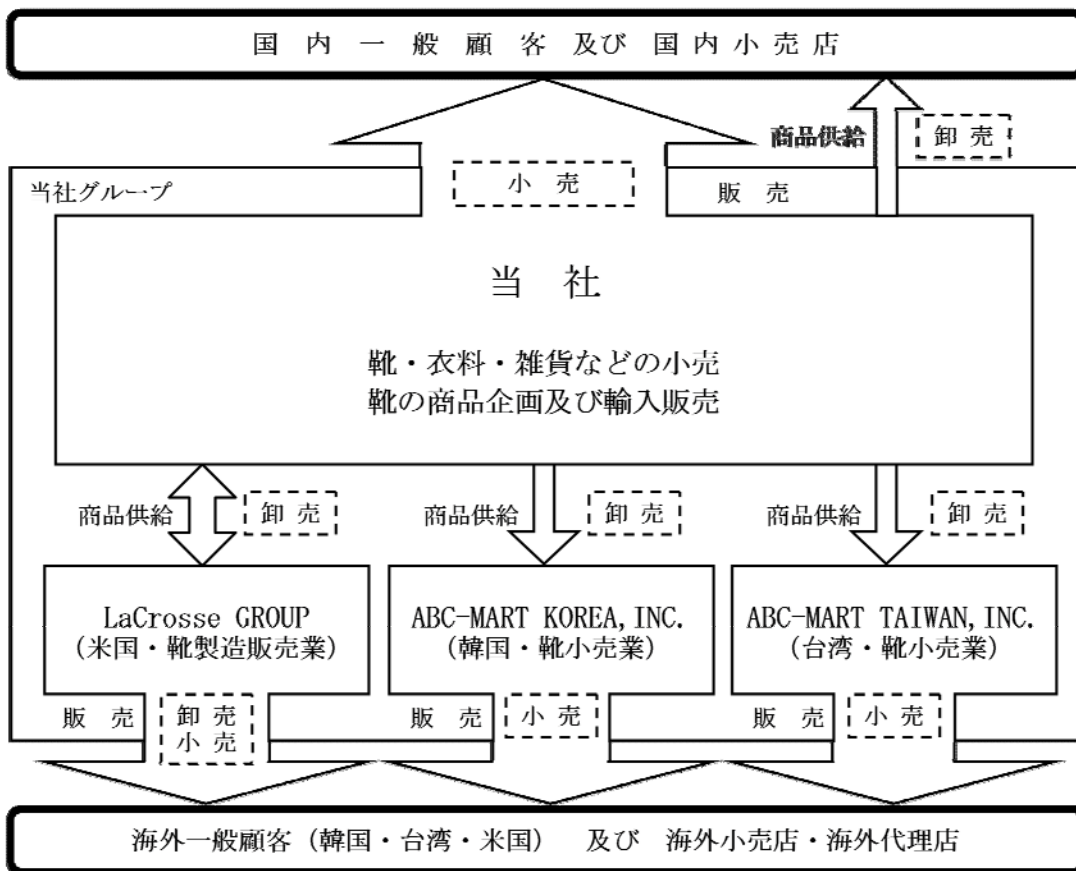 国 内 一 般 顧 客 及び 国 内 小 売 店
商品供給
卸 売
当社グループ
小 売
販 売
当 社
靴・衣料・雑貨などの小売
靴の商品企画及び輸入販売
商品供給
卸 売
商品供給
卸 売
商品供給
卸 売
LaCrosse GROUP
(米国・靴製造販売業)
ABC-MART KOREA,INC.
(韓国・靴小売業)
ABC-MART TAIWAN,INC.
(台湾・靴小売業)
販 売
卸 売
小 売
販 売
小 売
販 売
小 売
海外一般顧客（韓国・台湾・米国） 及び 海外小売店・海外代理店